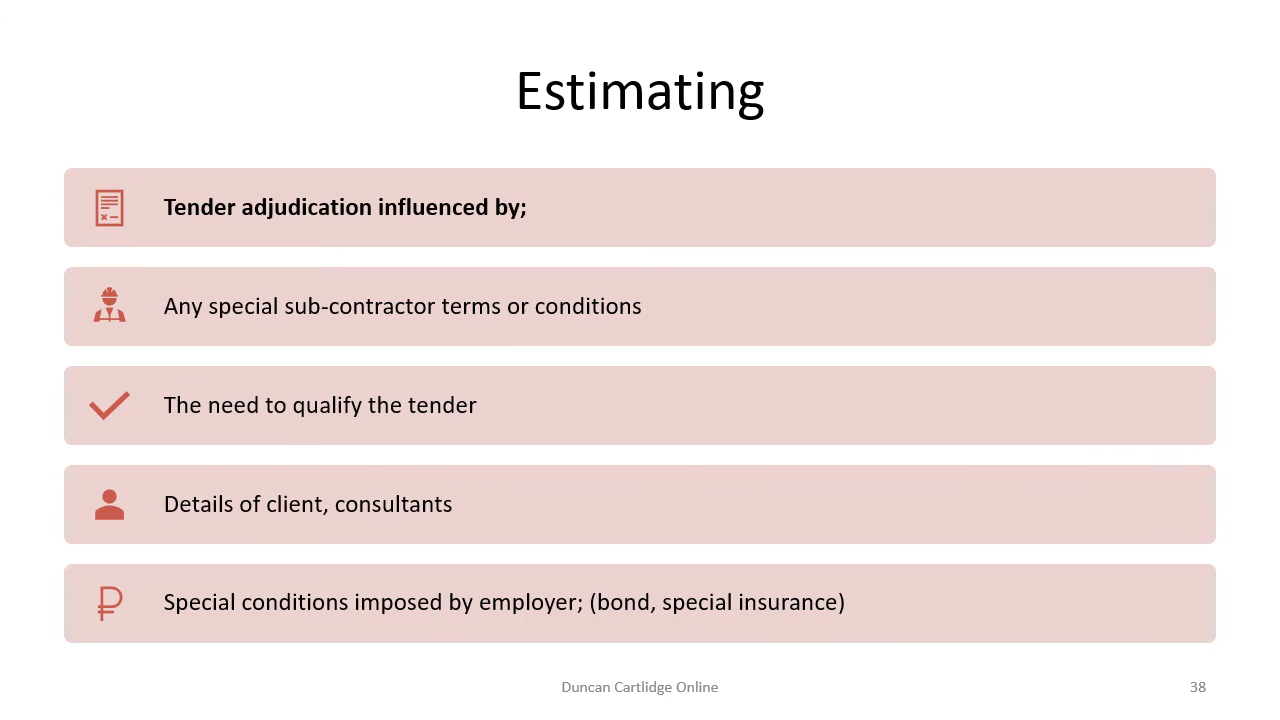 Estimating
Tender adjudication influenced by;
Any special sub-contractor terms or conditions
The need to qualify the tender
Details of client, consultants
Special conditions imposed by employer; (bond, special insurance)
Duncan Cartlidge Online
38